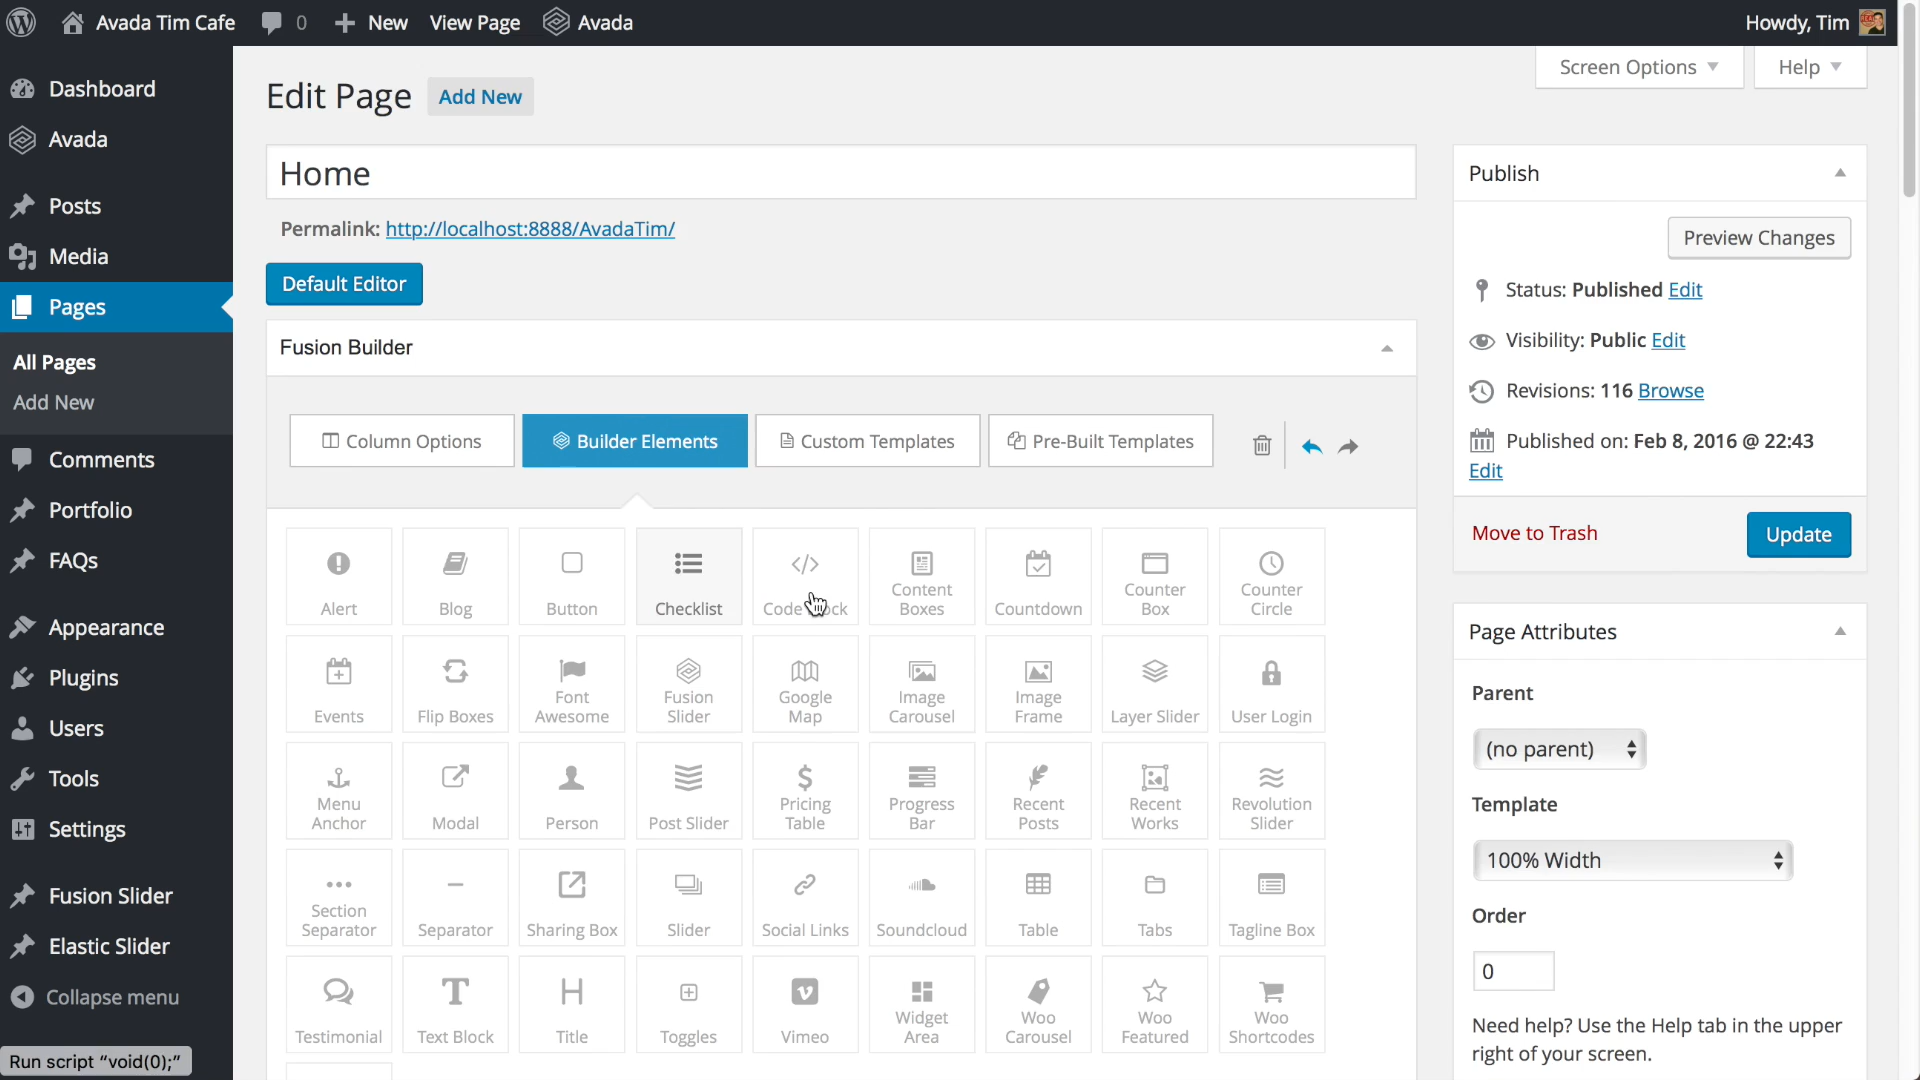 Avada Tim Cafe
0
New
View Page
Avada
Howdy, Tim
Dashboard
Avada
Posts
Media
Pages
All Pages
Add New
Comments
Portfolio
FAQs
Appearance
Plugins
Users
Tools
Settings
Fusion Slider
Elastic Slider
Collapse menu
Run script “void(0);”
Screen Options
Help
Edit Page
Add New
Home
Permalink: http://localhost:8888/AvadaTim/
Default Editor
Fusion Builder
Column Options
Builder Elements
Custom Templates
Pre-Built Templates
Alert
Blog
Button
Checklist
Content
Boxes
Countdown
Counter
Box
Counter
Circle
Events
Flip Boxes
Font
Awesome
Fusion
Slider
Google
Map
Image
Carousel
Image
Frame
Layer Slider
User Login
Menu
Anchor
Modal
Person
Post Slider
Pricing
Table
Progress
Bar
Recent
Posts
Recent
Works
Revolution
Slider
Section
Separator
Separator
Sharing Box
Slider
Social Links
Soundcloud
Table
Tabs
Tagline Box
Testimonial
Text Block
Title
Toggles
Vimeo
Widget
Area
Woo
Carousel
Woo
Featured
Woo
Shortcodes
Publish
Preview Changes
Status: Published Edit
Visibility: Public Edit
Revisions: 116 Browse
Published on: Feb 8, 2016 @ 22:43
Edit
Move to Trash
Update
Page Attributes
Parent
(no parent)
Template
100% Width
Order
0
Need help? Use the Help tab in the upper
right of your screen.